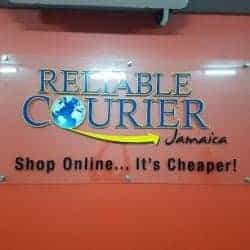 RELIABLE
COURIER
Jamaica
Shop Online... It's Cheaper!